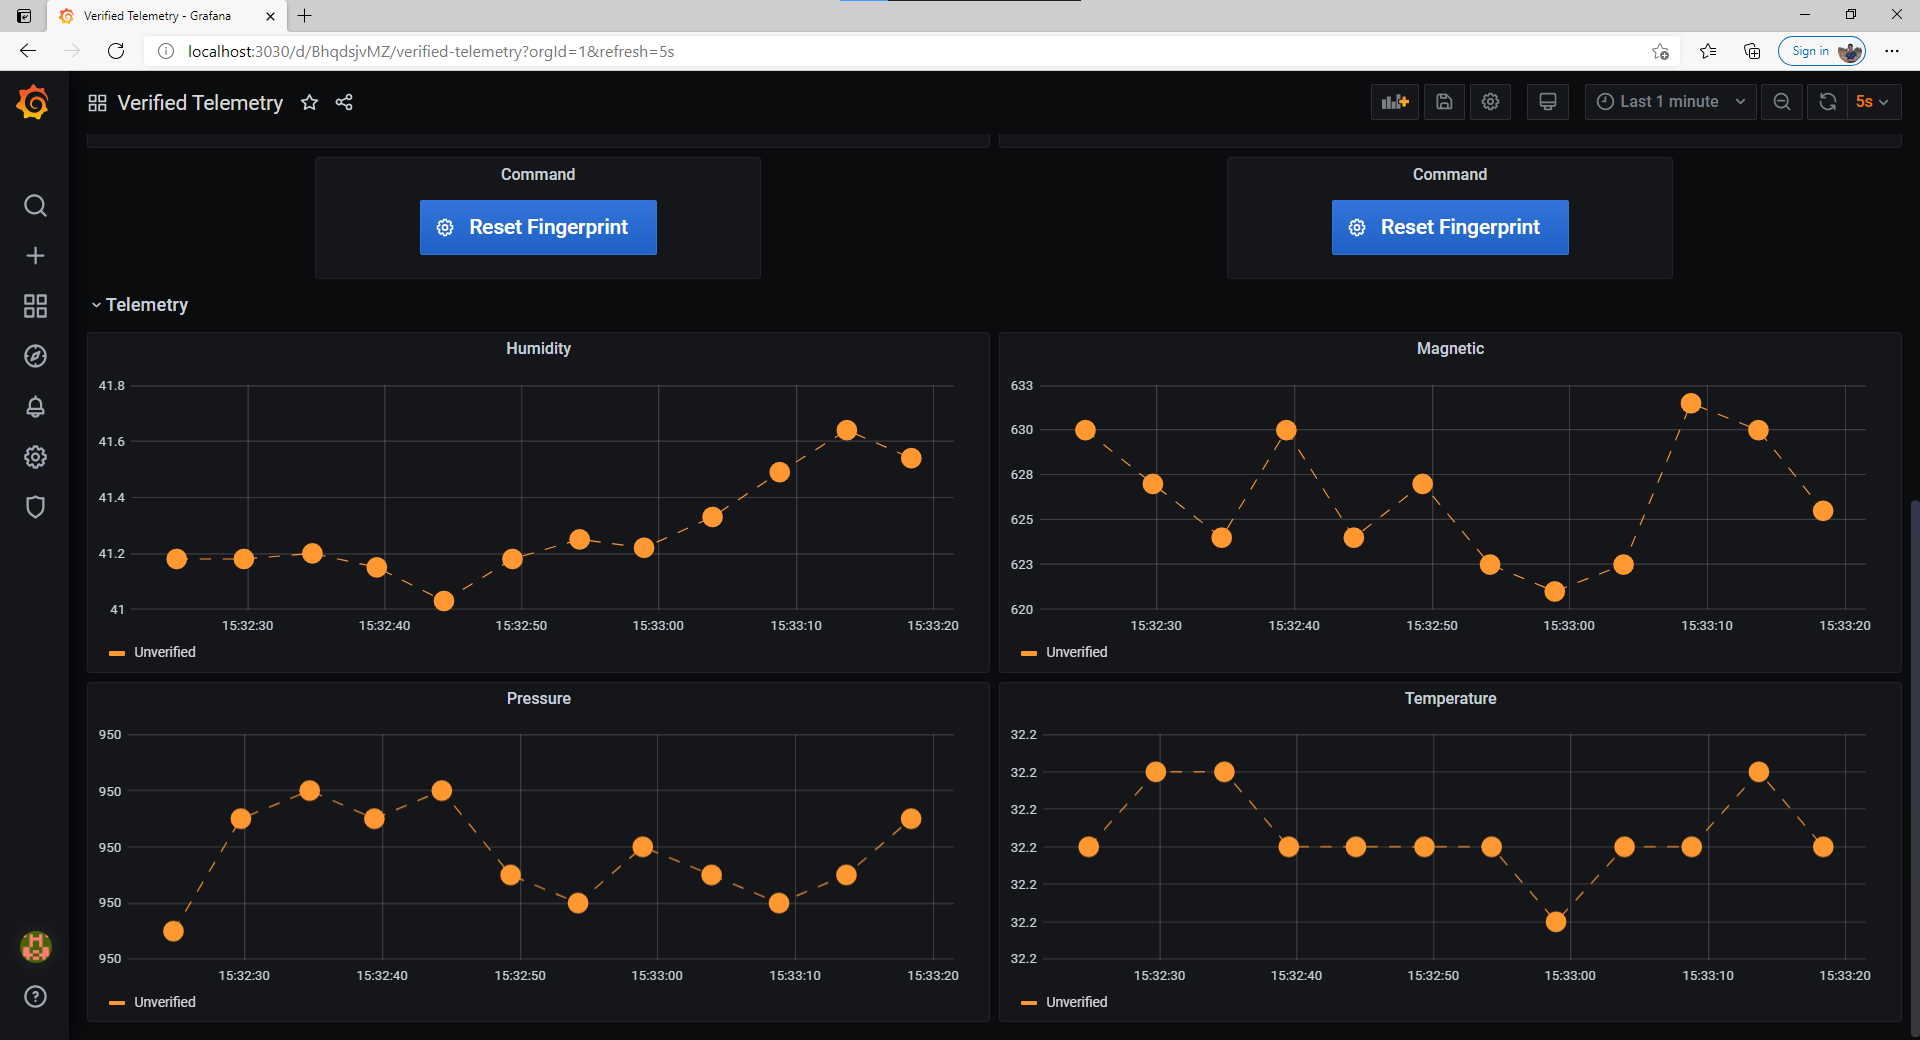 Verified Telemetry - Grafana
localhost:3030/d/BhqdsjvMZ/verified-telemetry?orgId=1&refresh=5s
Sign in
Verified Telemetry
Last 1 minute
5s
Command
Reset Fingerprint
Command
Reset Fingerprint
Telemetry
Humidity
41.8
41.6
41.4
41.2
41
15:32:30 15:32:40 15:32:50 15:33:00 15:33:10 15:33:20
Unverified
Magnetic
633
630
628
625
623
620
15:32:30 15:32:40 15:32:50 15:33:00 15:33:10 15:33:20
Unverified
Pressure
950
950
950
950
950
15:32:30 15:32:40 15:32:50 15:33:00 15:33:10 15:33:20
Unverified
Temperature
32.2
32.2
32.2
32.2
32.2
32.2
32.2
15:32:30 15:32:40 15:32:50 15:33:00 15:33:10 15:33:20
Unverified